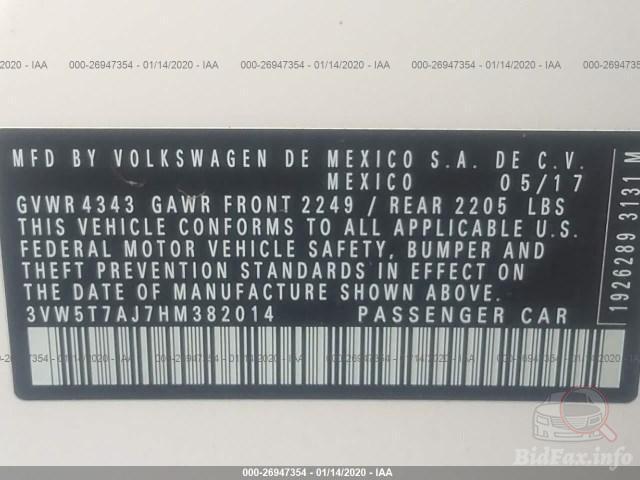 /2020 - IAA 000-26947354 - 01/14/2020 - IAA 000-26947354 - 01/14/2020
MFD BY VOLKSWAGEN DE MEXICO S.A. DE C.V.
MEXICO 05/17
GVWR 4343 GAWR FRONT 2249 / REAR 2205 LBS
THIS VEHICLE CONFORMS TO ALL APPLICABLE U.S.
FEDERAL MOTOR VEHICLE SAFETY, BUMPER AND
THEFT PREVENTION STANDARDS IN EFFECT ON
THE DATE OF MANUFACTURE SHOWN ABOVE.
3VW5T7AJ7HM382014 PASSENGER CAR
1926289 3131 M
47354 - 01/14/2020 - IAA 000-26947354 - 01/14/2020 - IAA 000-26947354
BidFax.info
000-26947354 - 01/14/2020 - IAA